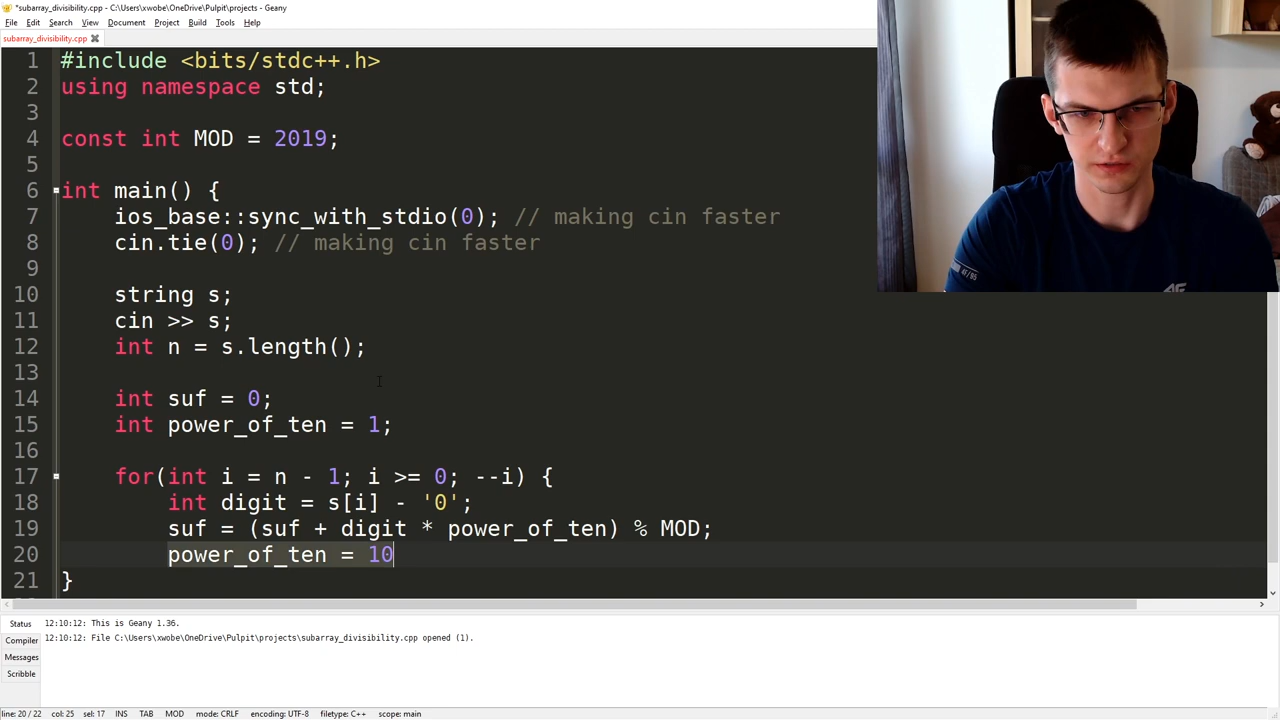 *subarray_divisibility.cpp - C:\Users\xwobe\OneDrive\Pulpit\projects - Geany
File Edit Search View Document Project Build Tools Help
subarray_divisibility.cpp
1 #include <bits/stdc++.h>
2 using namespace std;
3
4 const int MOD = 2019;
5
6 int main() {
7 ios_base::sync_with_stdio(0); // making cin faster
8 cin.tie(0); // making cin faster
9
10 string s;
11 cin >> s;
12 int n = s.length();
13
14 int suf = 0;
15 int power_of_ten = 1;
16
17 for(int i = n - 1; i >= 0; --i) {
18 int digit = s[i] - '0';
19 suf = (suf + digit * power_of_ten) % MOD;
20 power_of_ten = 10
21 }
Status 12:10:12: This is Geany 1.36.
Compiler 12:10:12: File C:\Users\xwobe\OneDrive\Pulpit\projects\subarray_divisibility.cpp opened (1).
Messages
Scribble
line: 20 / 22 col: 25 sel: 17 INS TAB MOD mode: CRLF encoding: UTF-8 filetype: C++ scope: main